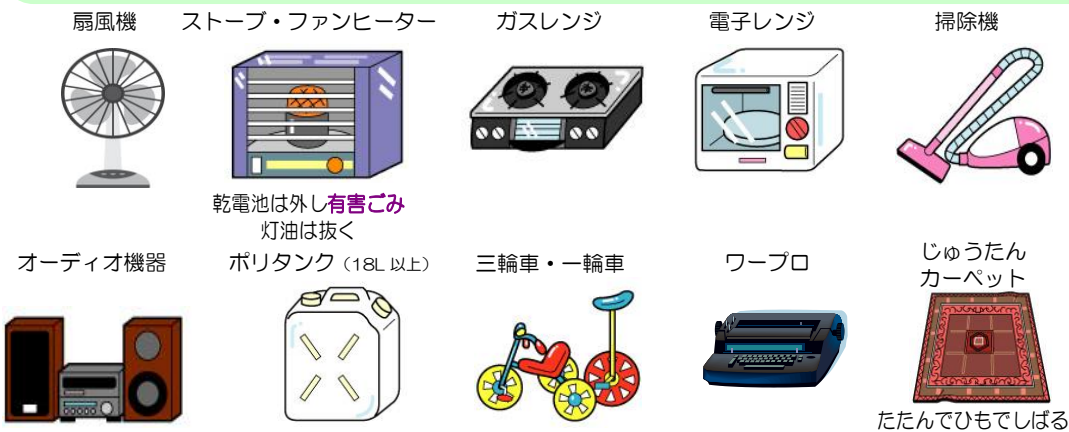 扇風機
ストーブ・ファンヒーター
ガスレンジ
電子レンジ
掃除機
乾電池は外し有害ごみ
灯油は抜く
オーディオ機器
ポリタンク（18L 以上）
三輪車・一輪車
ワープロ
じゅうたん
カーペット
たたんでひもでしばる